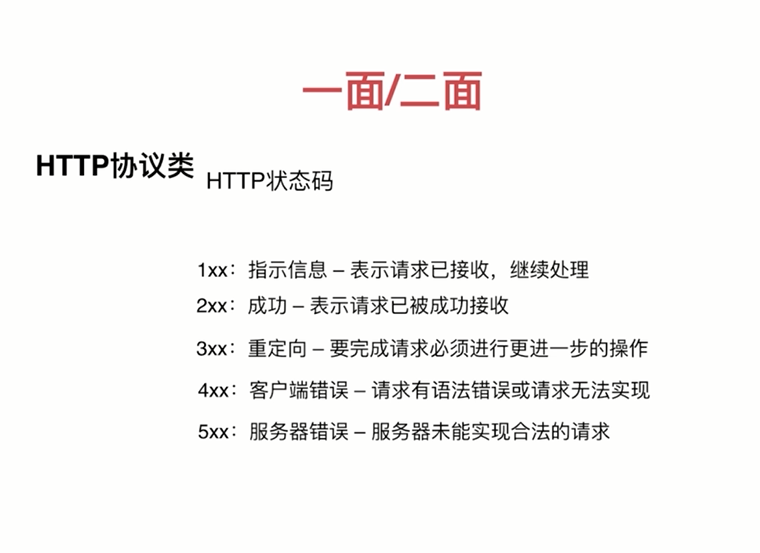 一面/二面
HTTP协议类
HTTP状态码
1xx：指示信息 – 表示请求已接收，继续处理
2xx：成功 – 表示请求已被成功接收
3xx：重定向 – 要完成请求必须进行更进一步的操作
4xx：客户端错误 – 请求有语法错误或请求无法实现
5xx：服务器错误 – 服务器未能实现合法的请求